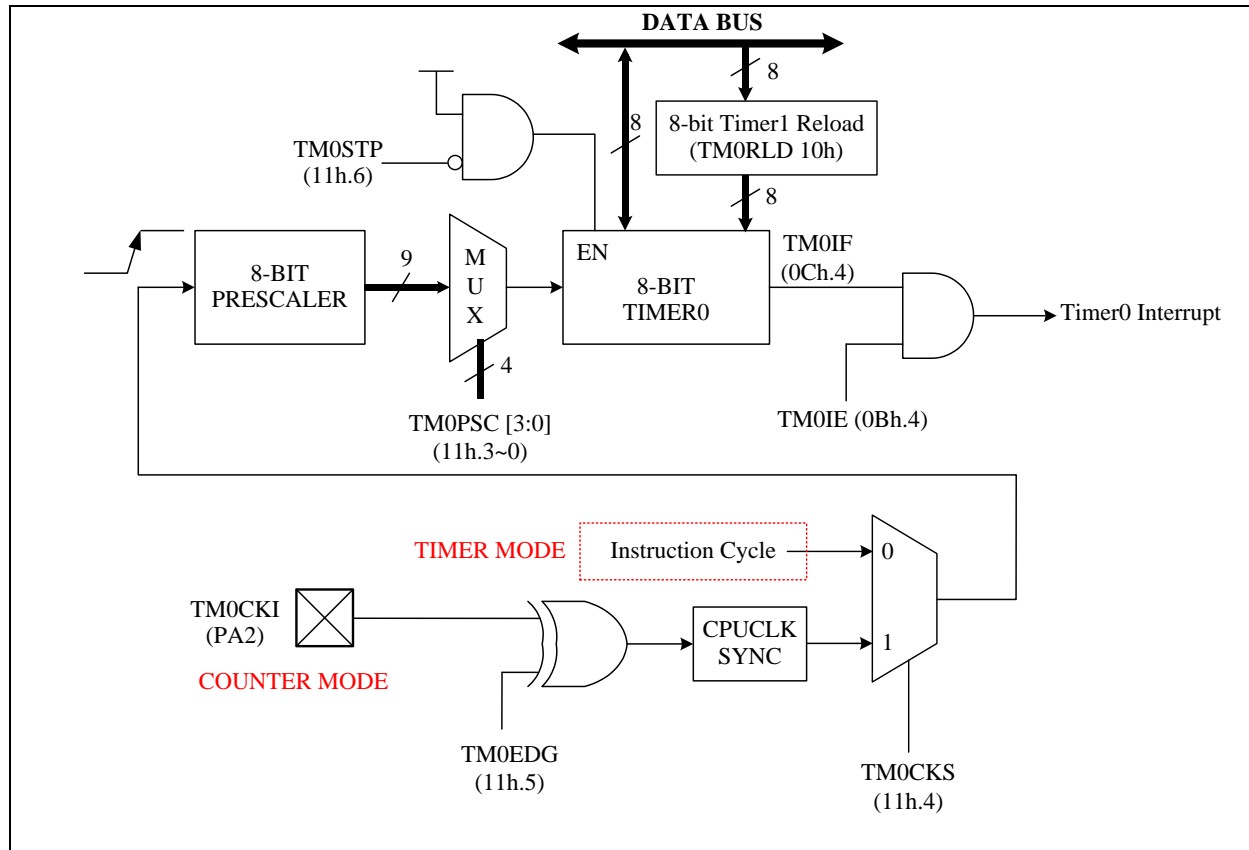 DATA BUS
8
8
8-bit Timer1 Reload
(TM0RLD 10h)
TM0STP
(11h.6)
8
8-BIT
PRESCALER
9
M
U
X
4
TM0PSC [3:0]
(11h.3~0)
EN
8-BIT
TIMER0
TM0IF
(0Ch.4)
Timer0 Interrupt
TM0IE (0Bh.4)
TIMER MODE
Instruction Cycle
0
TM0CKI
(PA2)
COUNTER MODE
CPUCLK
SYNC
1
TM0EDG
(11h.5)
TM0CKS
(11h.4)